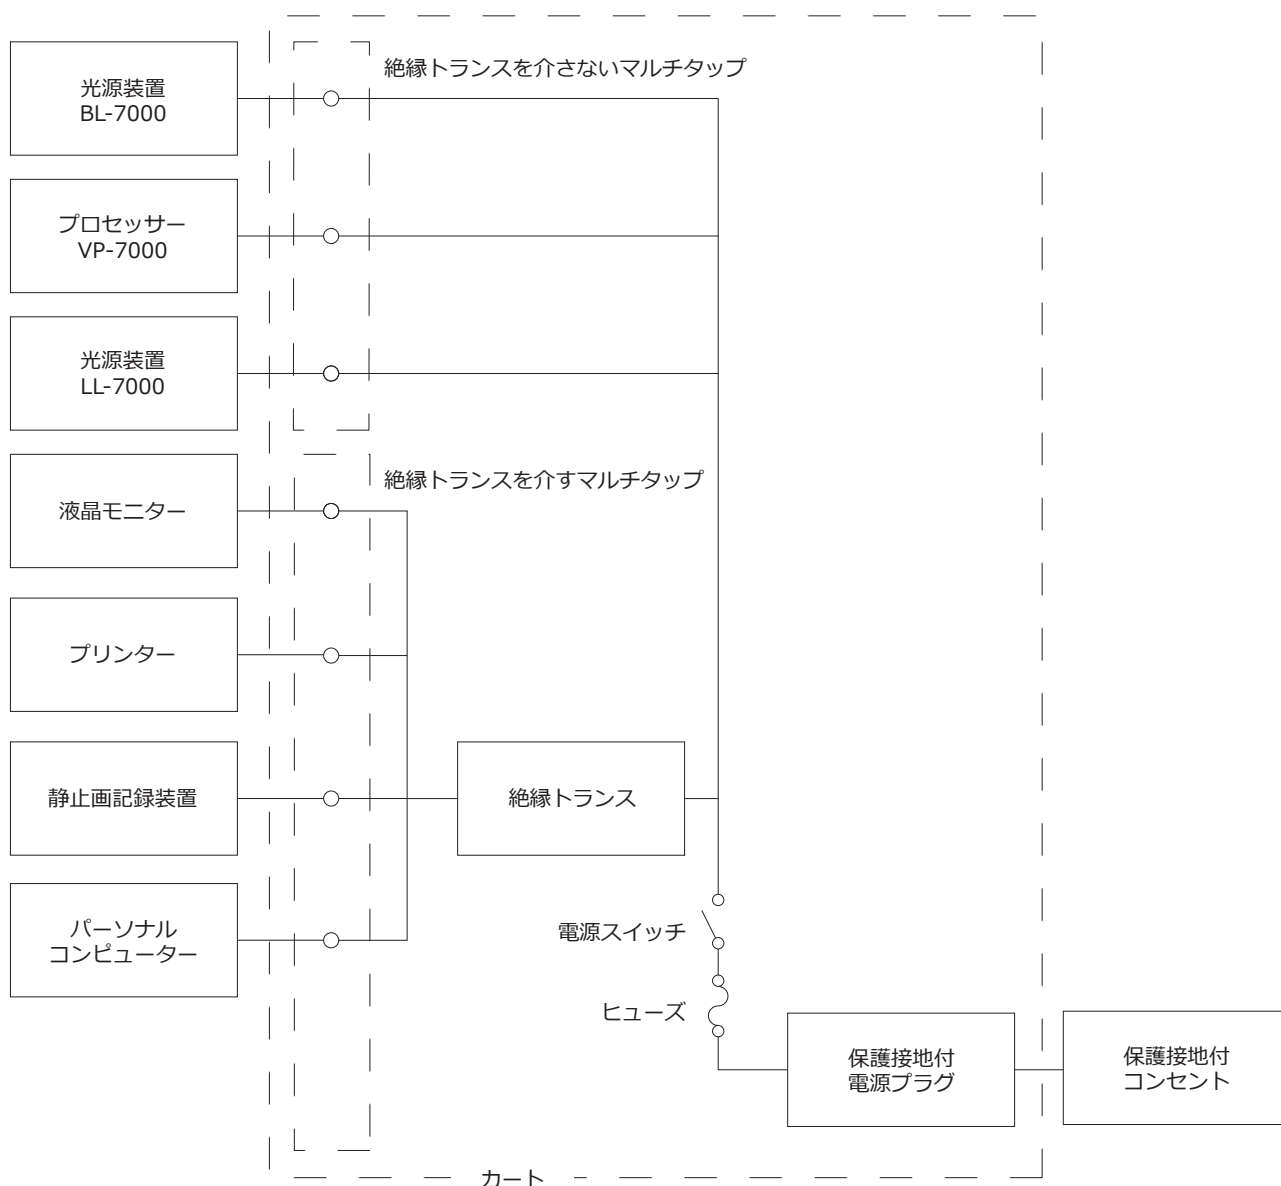 絶縁トランスを介さないマルチタップ
光源装置
BL-7000
プロセッサー
VP-7000
光源装置
LL-7000
絶縁トランスを介すマルチタップ
液晶モニター
プリンター
静止画記録装置
絶縁トランス
パーソナル
コンピューター
電源スイッチ
ヒューズ
保護接地付
電源プラグ
保護接地付
コンセント
カート